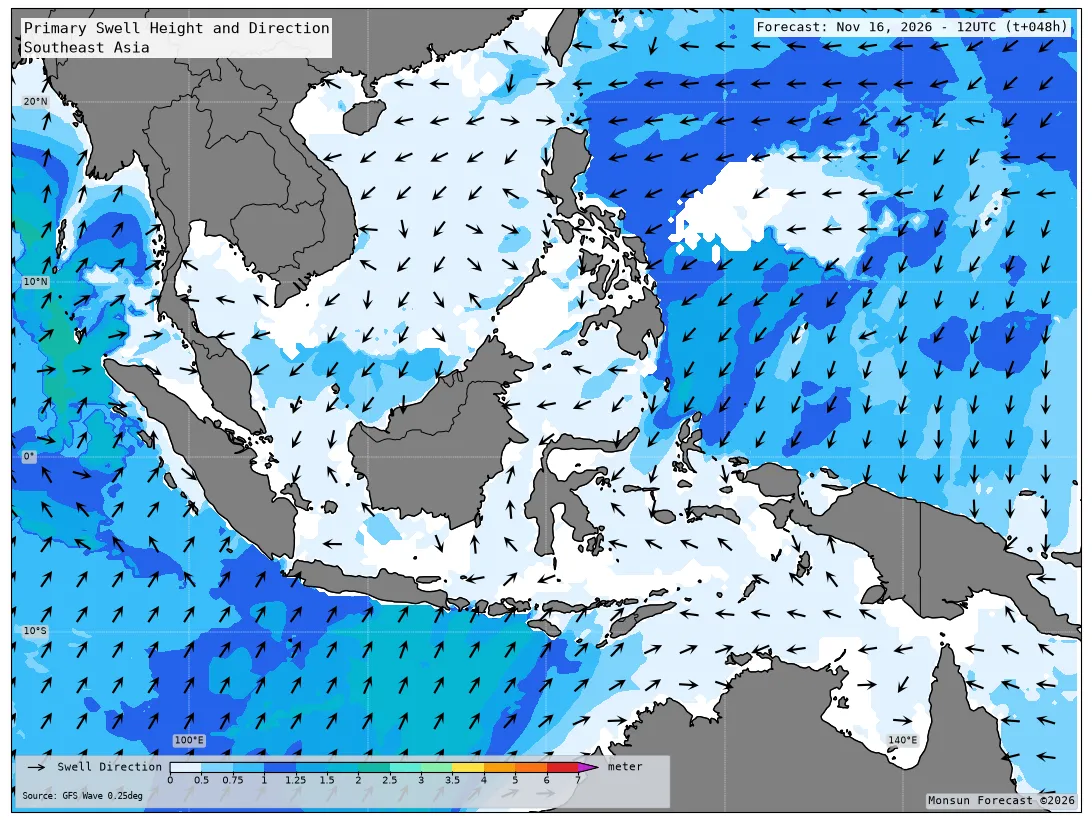 Primary Swell Height and Direction
Southeast Asia
Forecast: Nov 16, 2026 - 12UTC (t+048h)
20°N
10°N
0°
10°S
100°E
140°E
Swell Direction
0 0.5 0.75 1 1.25 1.5 2 2.5 3 3.5 4 5 6 7
meter
Source: GFS Wave 0.25deg
Monsun Forecast ©2026